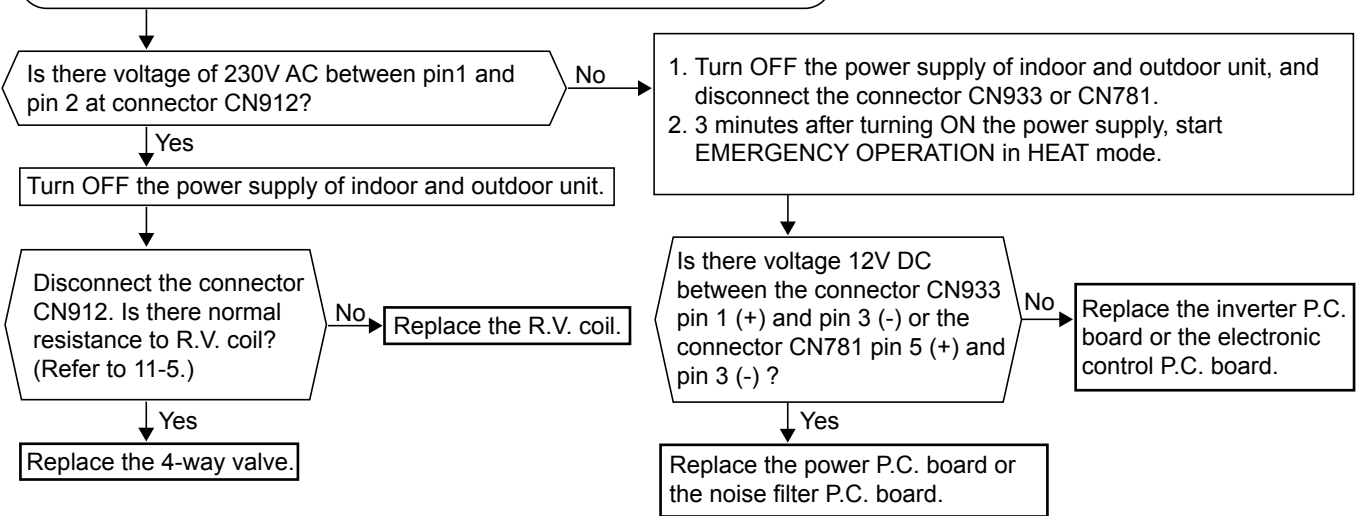 Is there voltage of 230V AC between pin1 and
pin 2 at connector CN912?
No
1. Turn OFF the power supply of indoor and outdoor unit, and
disconnect the connector CN933 or CN781.
2. 3 minutes after turning ON the power supply, start
EMERGENCY OPERATION in HEAT mode.
Yes
Turn OFF the power supply of indoor and outdoor unit.
Disconnect the connector
CN912. Is there normal
resistance to R.V. coil?
(Refer to 11-5.)
No
Replace the R.V. coil.
Yes
Replace the 4-way valve.
Is there voltage 12V DC
between the connector CN933
pin 1 (+) and pin 3 (-) or the
connector CN781 pin 5 (+) and
pin 3 (-) ?
No
Replace the inverter P.C.
board or the electronic
control P.C. board.
Yes
Replace the power P.C. board or
the noise filter P.C. board.